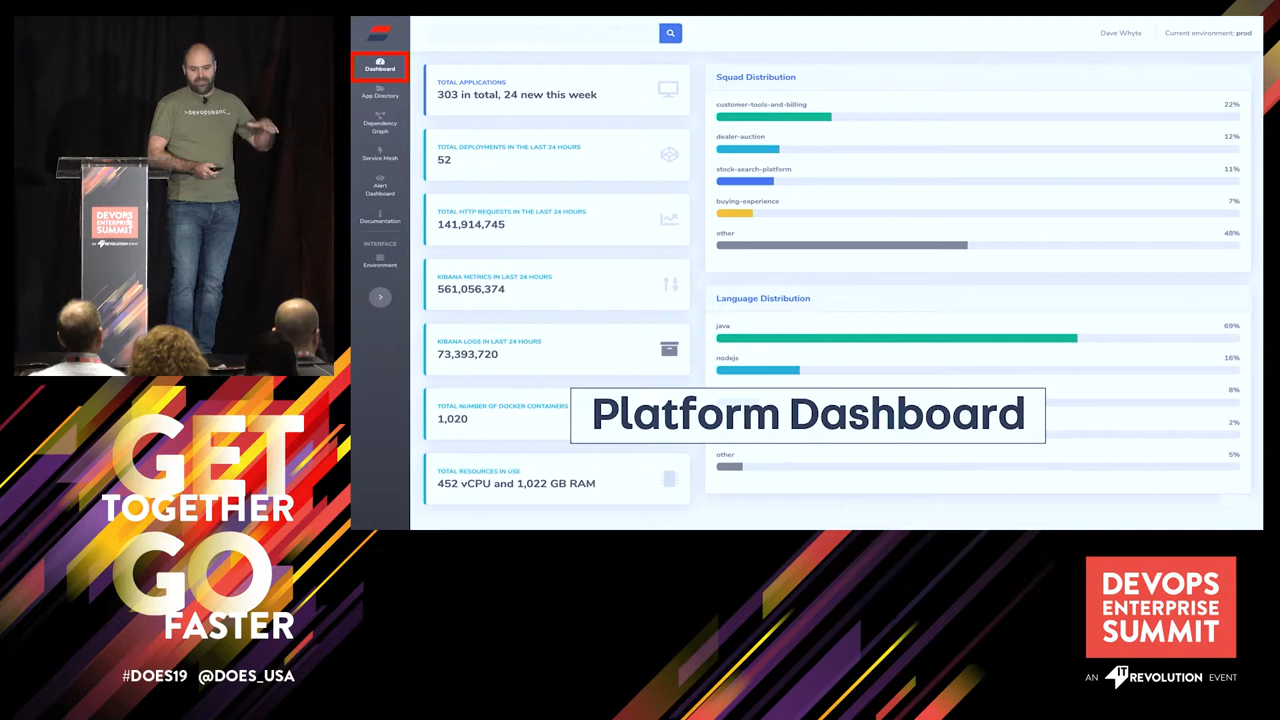 >devopsmanc_
DEVOPS
ENTERPRISE
SUMMIT
AN IT REVOLUTION EVENT
Dashboard
App Directory
Dependency
Graph
Service Mesh
Alert
Dashboard
Documentation
INTERFACE
Environment
Dave Whyte
Current environment: prod
TOTAL APPLICATIONS
303 in total, 24 new this week
TOTAL DEPLOYMENTS IN THE LAST 24 HOURS
52
TOTAL HTTP REQUESTS IN THE LAST 24 HOURS
141,914,745
KIBANA METRICS IN LAST 24 HOURS
561,056,374
KIBANA LOGS IN LAST 24 HOURS
73,393,720
TOTAL NUMBER OF DOCKER CONTAINERS
1,020
TOTAL RESOURCES IN USE
452 vCPU and 1,022 GB RAM
Squad Distribution
customer-tools-and-billing 22%
dealer-auction 12%
stock-search-platform 11%
buying-experience 7%
other 48%
Language Distribution
java 69%
nodejs 16%
8%
2%
other 5%
Platform Dashboard
GET
TOGETHER
GO
FASTER
#DOES19 @DOES_USA
DEVOPS
ENTERPRISE
SUMMIT
AN IT REVOLUTION EVENT